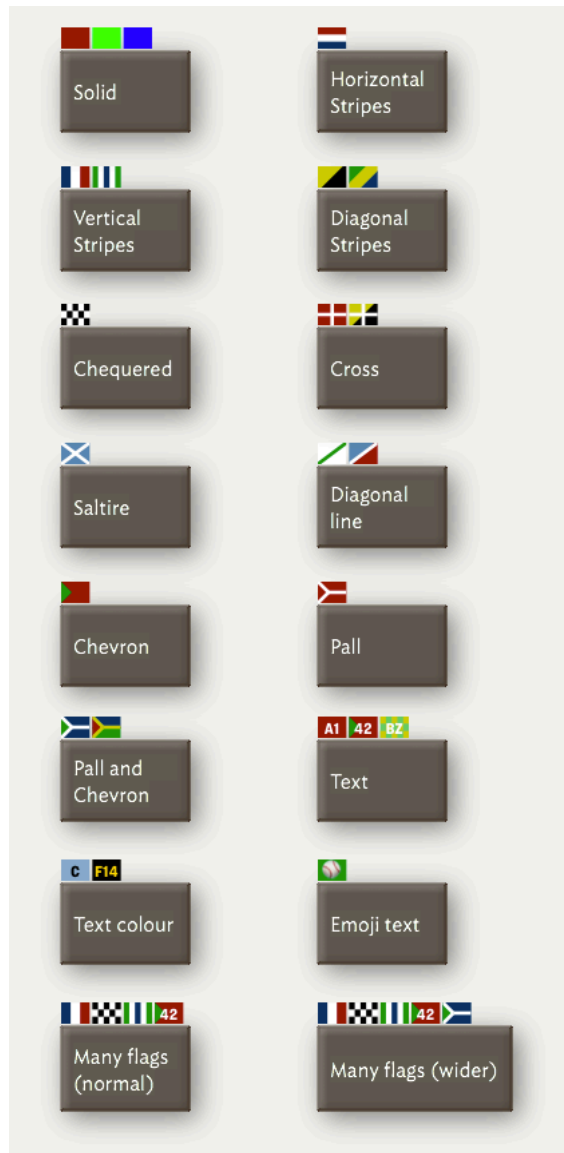 Solid
Horizontal
Stripes
Vertical
Stripes
Diagonal
Stripes
Chequered
Cross
Saltire
Diagonal
line
Chevron
Pall
A1 42 BZ
Pall and
Chevron
Text
C F14
Text colour
Emoji text
42
42
Many flags
(normal)
Many flags (wider)